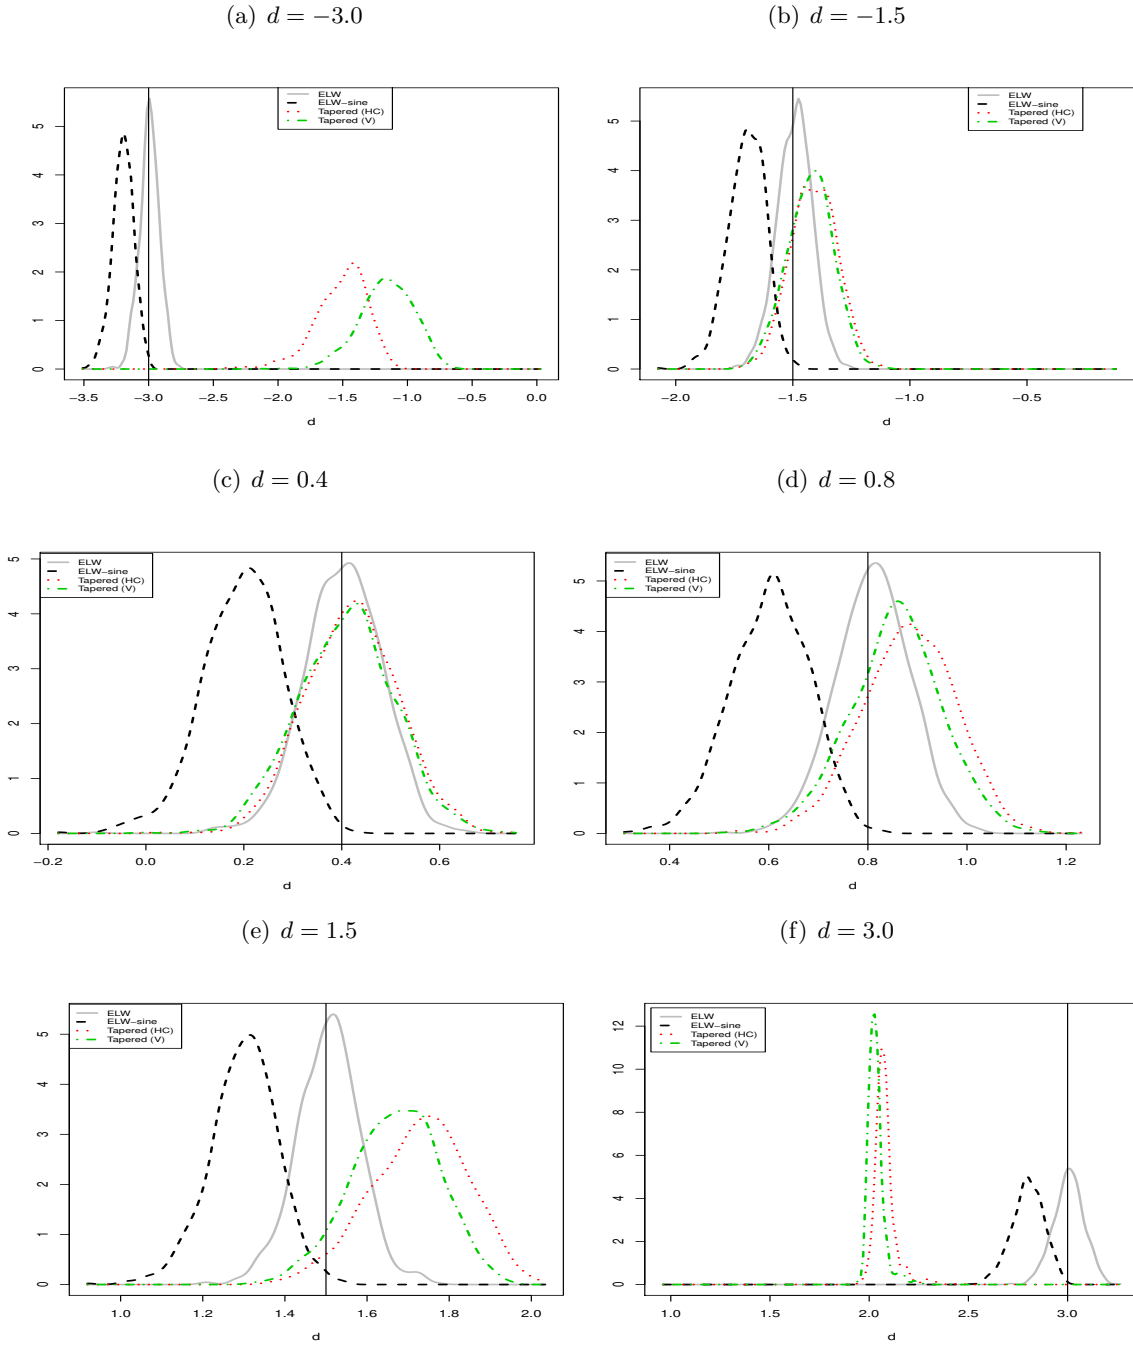 (a) d = −3.0
ELW
ELW−sine
Tapered (HC)
Tapered (V)
0 1 2 3 4 5
−3.5 −3.0 −2.5 −2.0 −1.5 −1.0 −0.5 0.0
d
(b) d = −1.5
ELW
ELW−sine
Tapered (HC)
Tapered (V)
0 1 2 3 4 5
−2.0 −1.5 −1.0 −0.5
d
(c) d = 0.4
ELW
ELW−sine
Tapered (HC)
Tapered (V)
0 1 2 3 4 5
−0.2 0.0 0.2 0.4 0.6
d
(d) d = 0.8
ELW
ELW−sine
Tapered (HC)
Tapered (V)
0 1 2 3 4 5
0.4 0.6 0.8 1.0 1.2
d
(e) d = 1.5
ELW
ELW−sine
Tapered (HC)
Tapered (V)
0 1 2 3 4 5
1.0 1.2 1.4 1.6 1.8 2.0
d
(f) d = 3.0
ELW
ELW−sine
Tapered (HC)
Tapered (V)
0 2 4 6 8 10 12
1.0 1.5 2.0 2.5 3.0
d